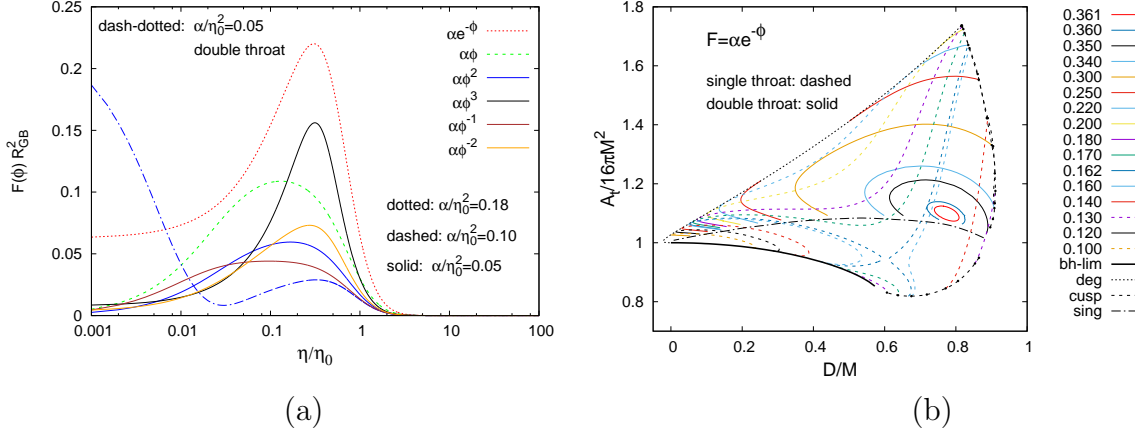 dash-dotted: α/η₀²=0.05
double throat
αe^-ϕ
αϕ
αϕ²
αϕ³
αϕ^-1
αϕ^-2
dotted: α/η₀²=0.18
dashed: α/η₀²=0.10
solid: α/η₀²=0.05
F(ϕ) R²_GB
0.25
0.2
0.15
0.1
0.05
0
0.001 0.01 0.1 1 10 100
η/η₀
(a)
F=αe^-ϕ
single throat: dashed
double throat: solid
A_t/16πM²
1.8
1.6
1.4
1.2
1
0.8
0 0.2 0.4 0.6 0.8 1
D/M
0.361
0.360
0.350
0.340
0.300
0.250
0.220
0.200
0.180
0.170
0.162
0.160
0.140
0.130
0.120
0.100
bh-lim
deg
cusp
sing
(b)